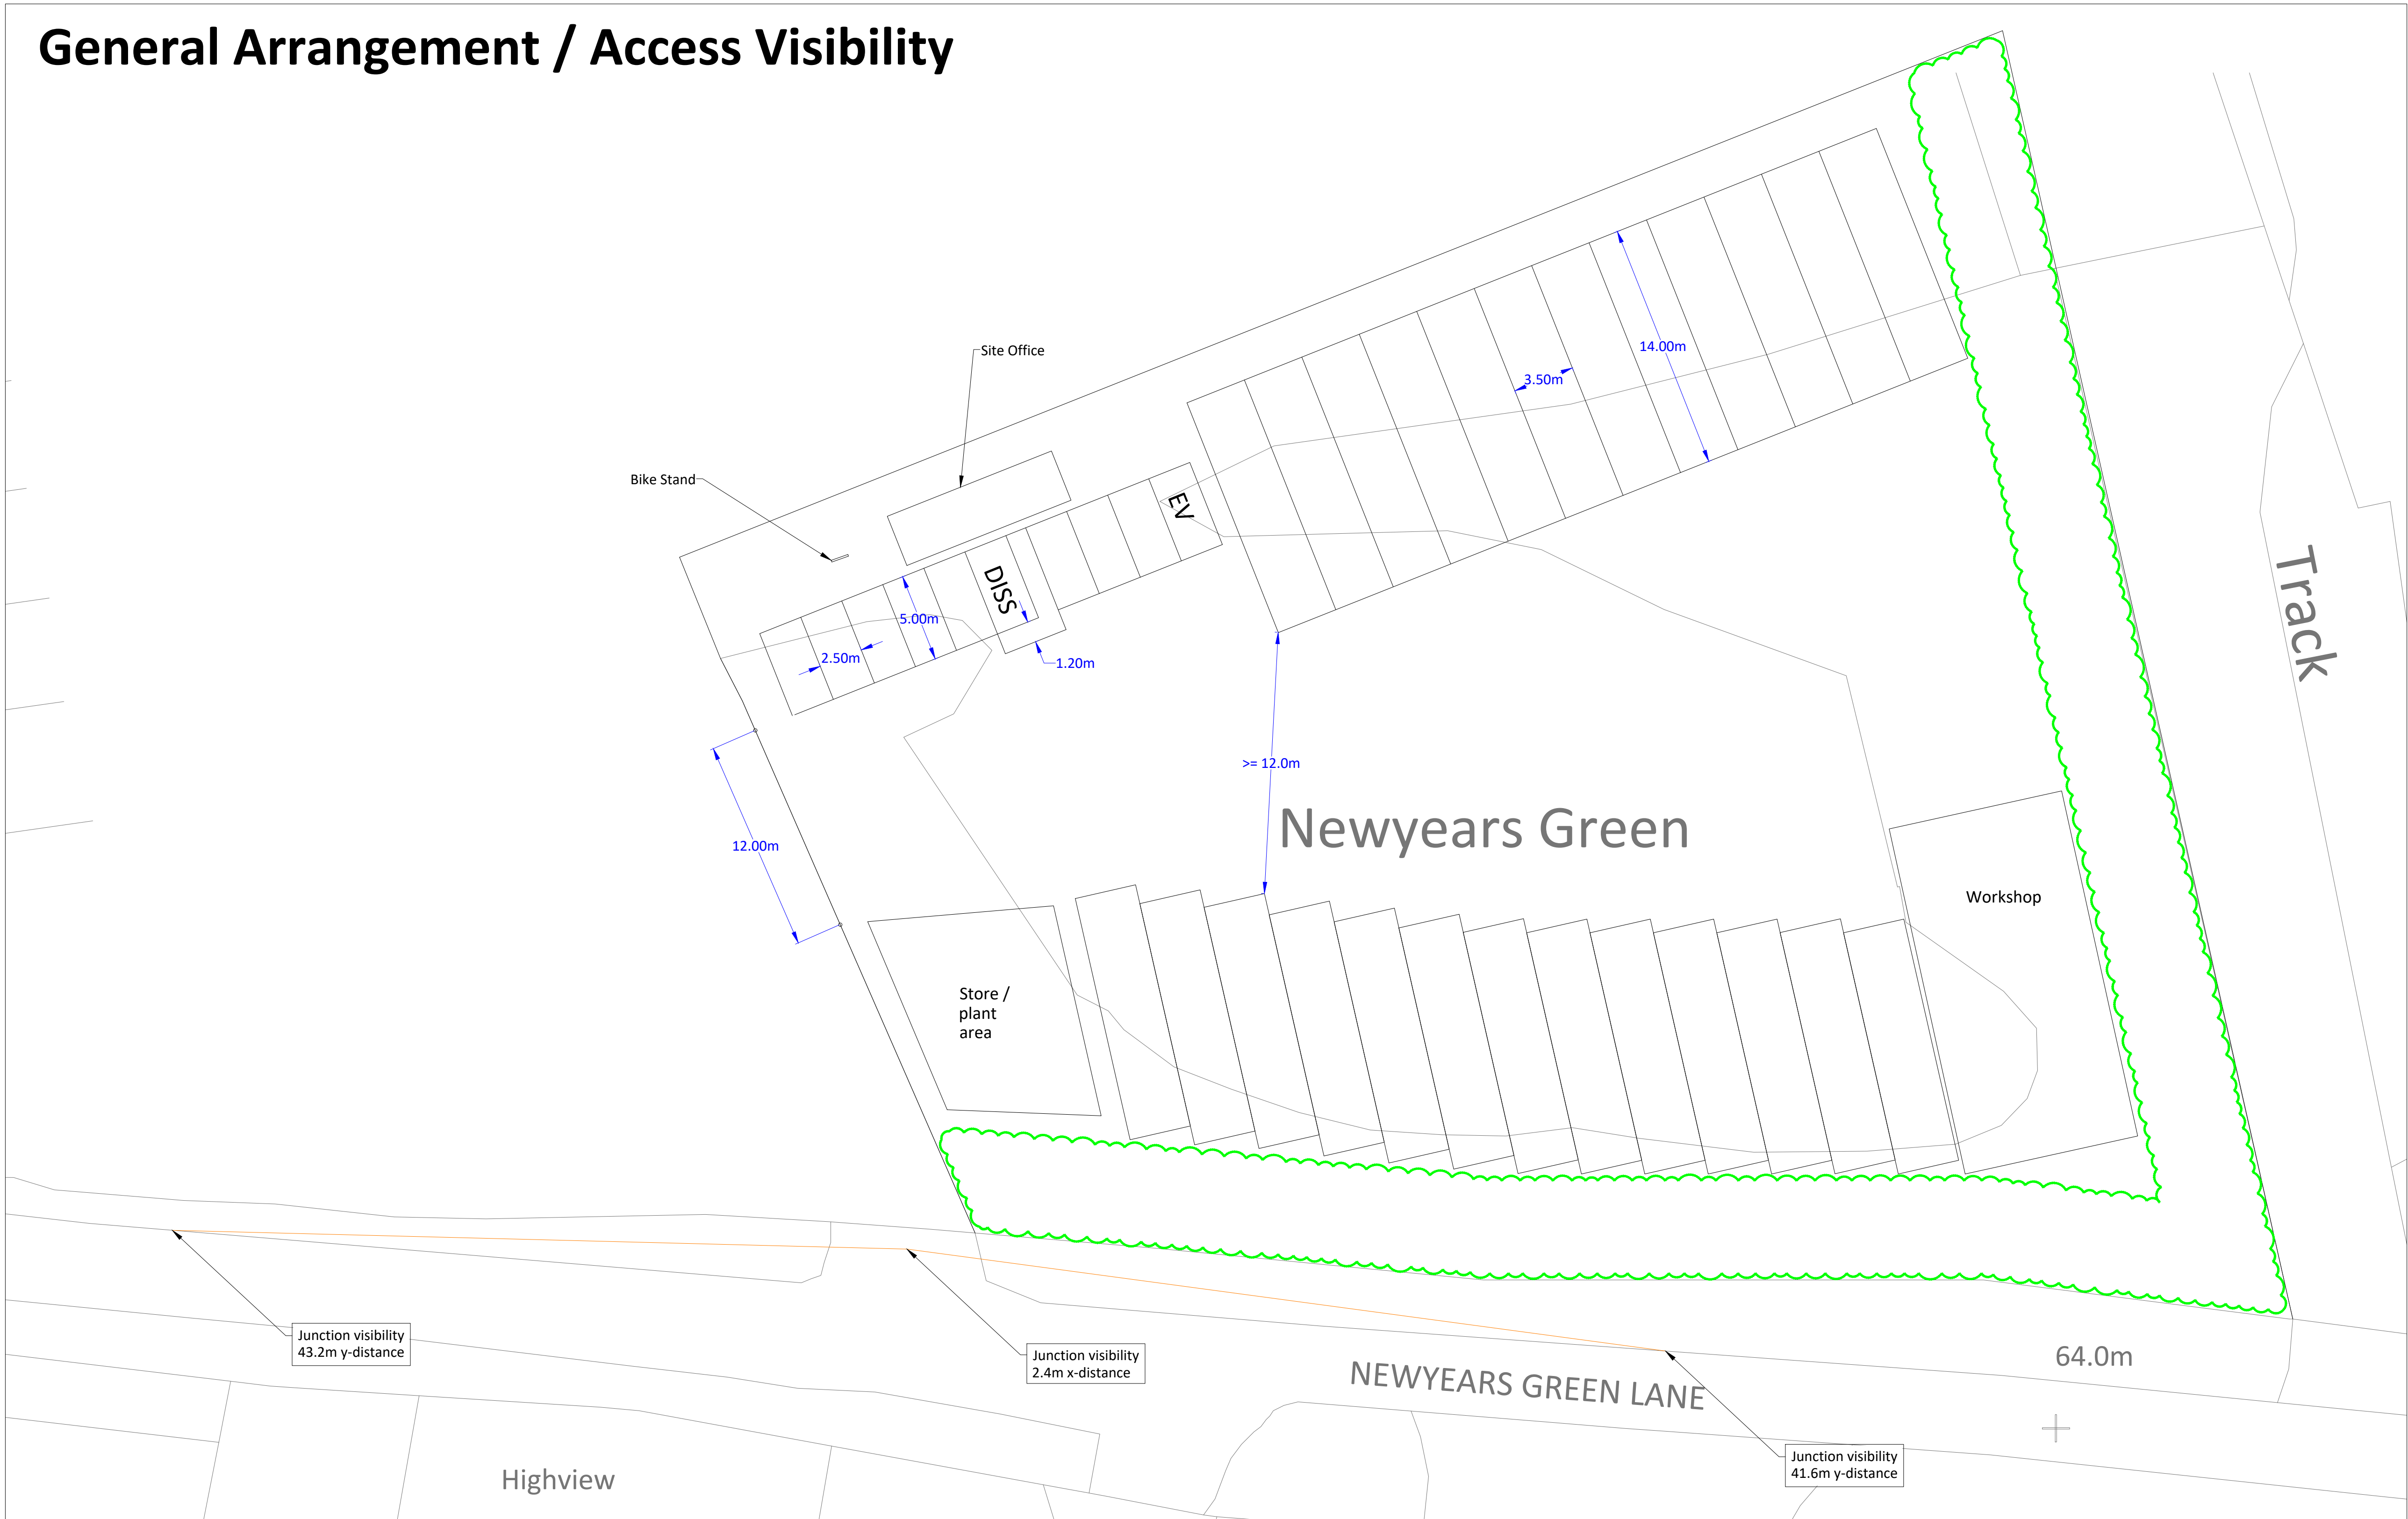 General Arrangement / Access Visibility
Site Office
Bike Stand
14.00m
3.50m
EV
DISS
5.00m
2.50m
1.20m
Track
12.00m
>= 12.0m
Newyears Green
Workshop
Store /
plant
area
Junction visibility
43.2m y-distance
Junction visibility
2.4m x-distance
NEWYEARS GREEN LANE
64.0m
Junction visibility
41.6m y-distance
Highview